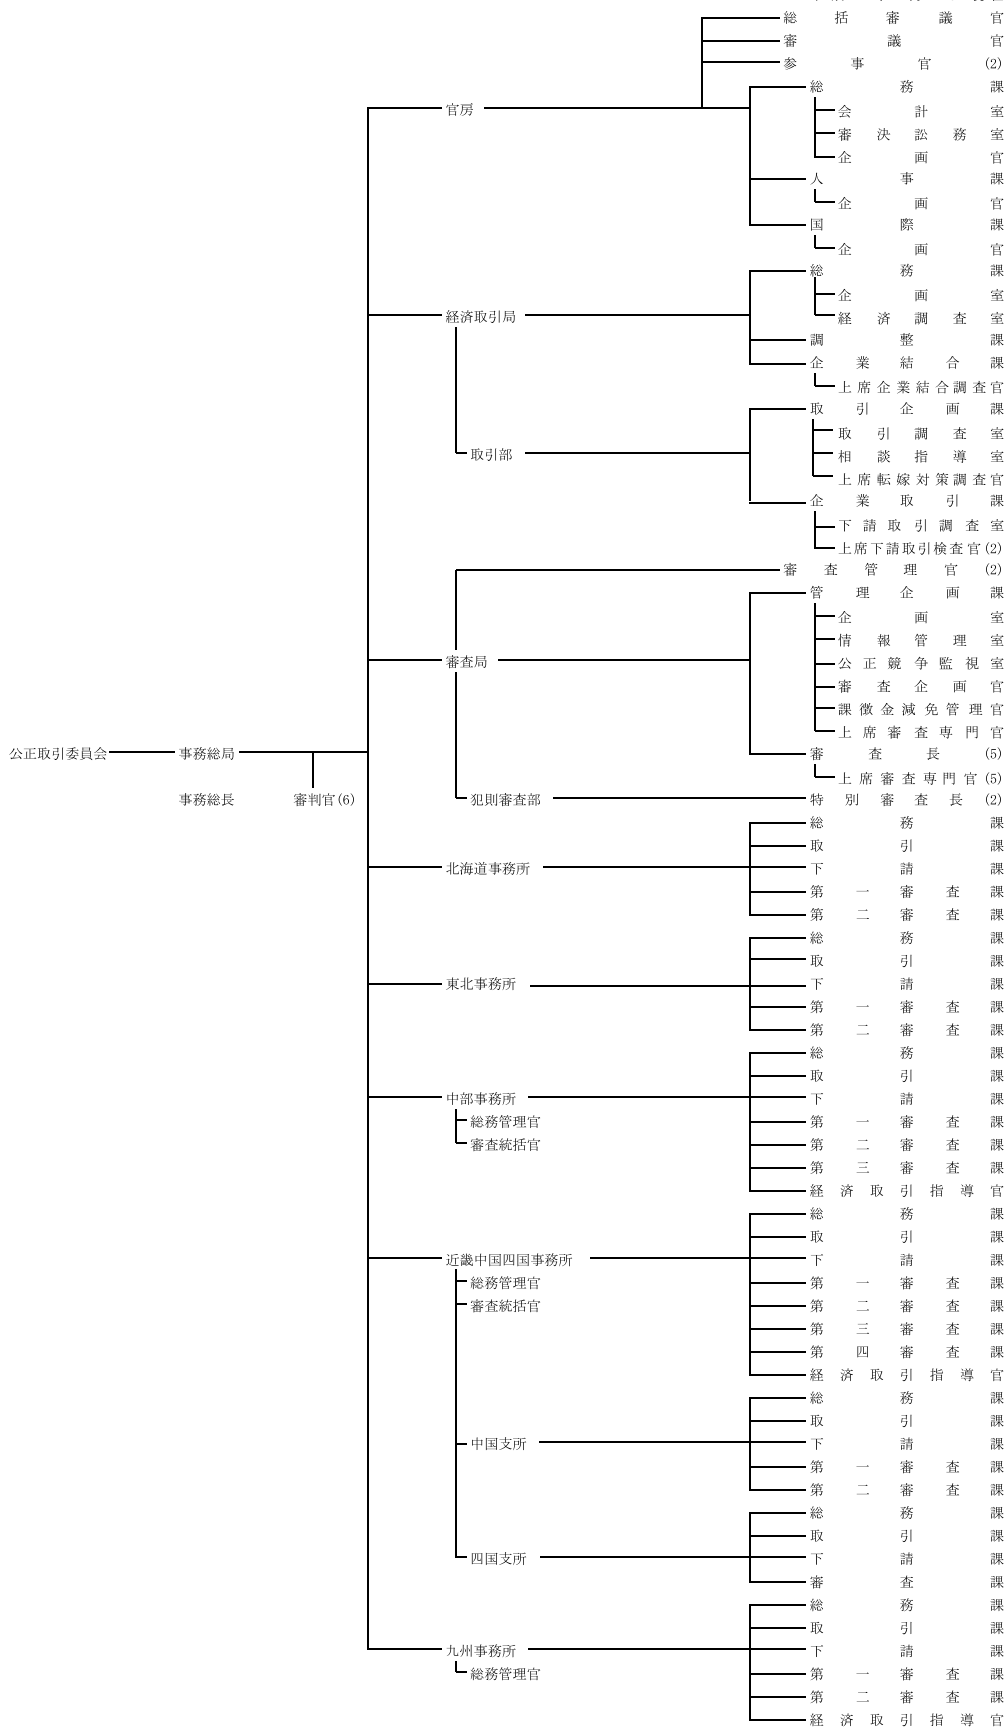 総括審議官
審議官
参事官(2)
総務課
官房
会計室
審決訟務室
企画官
人事課
企画官
国際課
企画官
総務課
企画室
経済取引局
経済調査室
調整課
企業結合課
上席企業結合調査官
取引企画課
取引調査室
取引部
相談指導室
上席転嫁対策調査官
企業取引課
下請取引調査室
上席下請取引検査官(2)
審査管理官(2)
管理企画課
企画室
情報管理室
審査局
公正競争監視室
審査企画官
課徴金減免管理官
上席審査専門官
公正取引委員会
事務総局
審査長(5)
上席審査専門官(5)
事務総長
審判官(6)
犯則審査部
特別審査長(2)
総務課
取引課
北海道事務所
下請課
第一審査課
第二審査課
総務課
取引課
東北事務所
下請課
第一審査課
第二審査課
総務課
取引課
中部事務所
下請課
総務管理官
第一審査課
審査統括官
第二審査課
第三審査課
経済取引指導官
総務課
取引課
近畿中国四国事務所
下請課
総務管理官
第一審査課
審査統括官
第二審査課
第三審査課
第四審査課
経済取引指導官
総務課
取引課
中国支所
下請課
第一審査課
第二審査課
総務課
取引課
四国支所
下請課
審査課
総務課
取引課
九州事務所
下請課
総務管理官
第一審査課
第二審査課
経済取引指導官